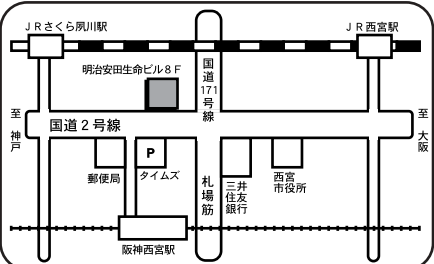 JRさくら夙川駅
JR西宮駅
明治安田生命ビル8F
国道171号線
至神戸
国道2号線
至大阪
郵便局
P
タイムズ
札場筋
三井
住友
銀行
西宮
市役所
阪神西宮駅